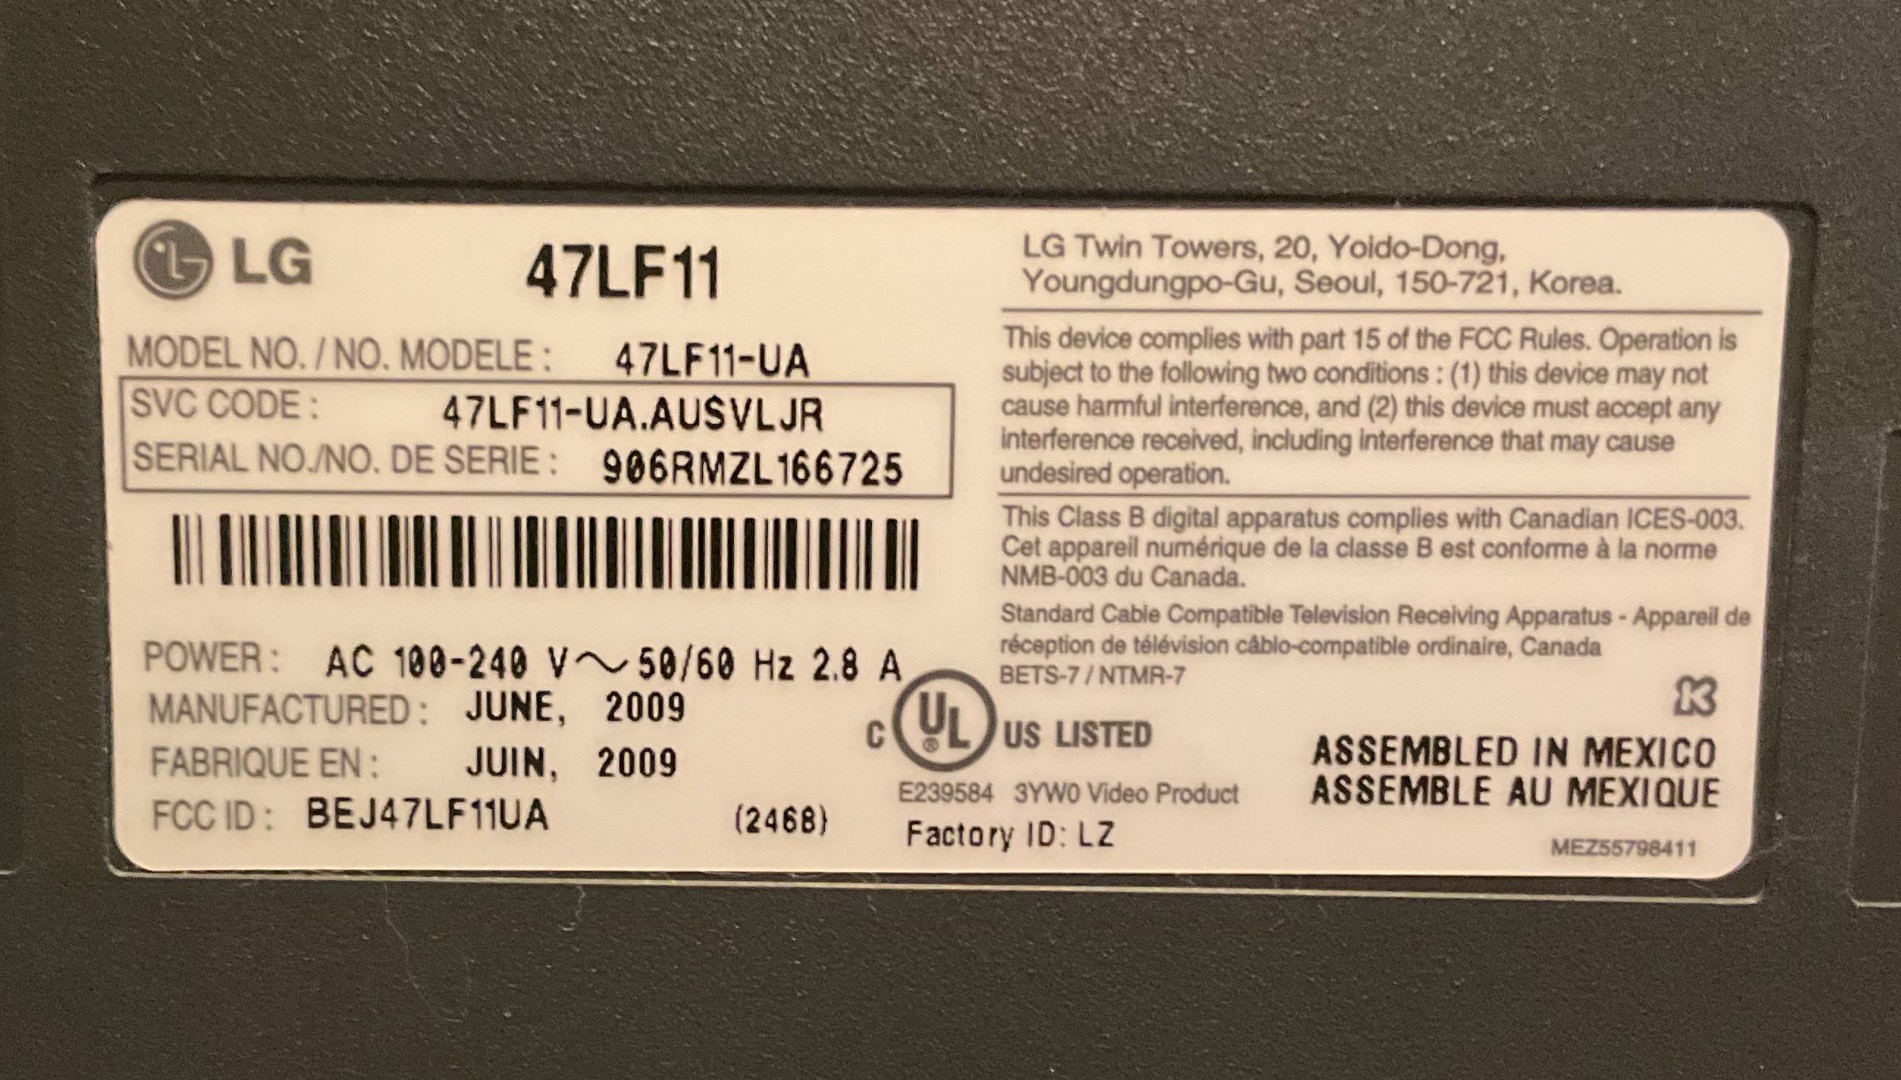 LG
47LF11
MODEL NO. / NO. MODELE : 47LF11-UA
SVC CODE : 47LF11-UA.AUSVLJR
SERIAL NO./NO. DE SERIE : 906RMZL166725
POWER : AC 100-240 V~50/60 Hz 2.8 A
MANUFACTURED : JUNE, 2009
FABRIQUE EN : JUIN, 2009
FCC ID : BEJ47LF11UA (2468)
LG Twin Towers, 20, Yoido-Dong,
Youngdungpo-Gu, Seoul, 150-721, Korea.
This device complies with part 15 of the FCC Rules. Operation is
subject to the following two conditions : (1) this device may not
cause harmful interference, and (2) this device must accept any
interference received, including interference that may cause
undesired operation.
This Class B digital apparatus complies with Canadian ICES-003.
Cet appareil numérique de la classe B est conforme à la norme
NMB-003 du Canada.
Standard Cable Compatible Television Receiving Apparatus - Appareil de
réception de télévision câblo-compatible ordinaire, Canada
BETS-7 / NTMR-7
C UL ® US LISTED
E239584 3YW0 Video Product
Factory ID: LZ
ASSEMBLED IN MEXICO
ASSEMBLE AU MEXIQUE
MEZ55798411